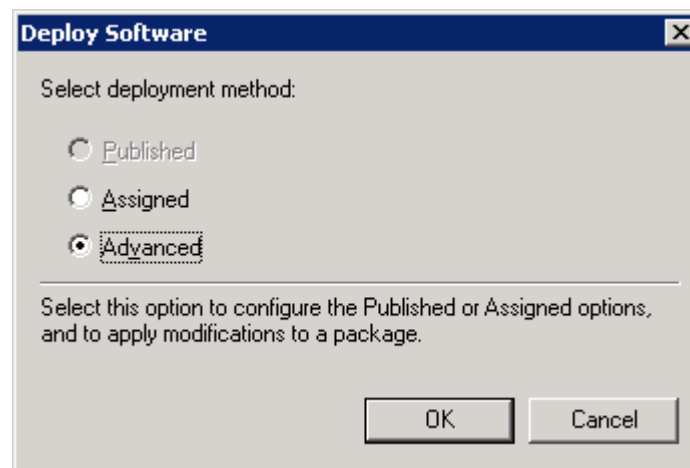 Deploy Software
Select deployment method:
Published
Assigned
Advanced
Select this option to configure the Published or Assigned options,
and to apply modifications to a package.
OK Cancel